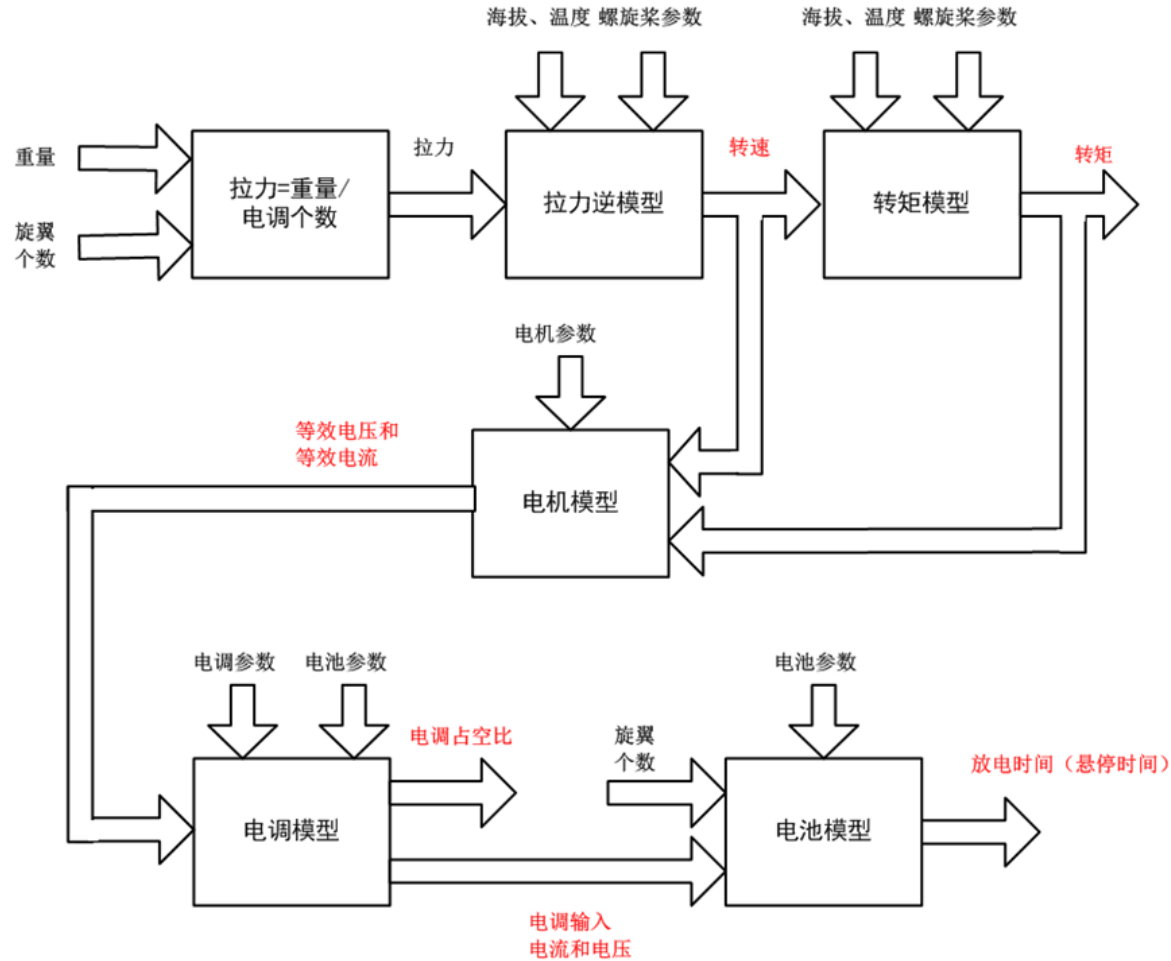 海拔、温度 螺旋桨参数
海拔、温度 螺旋桨参数
重量
旋翼
个数
拉力=重量/
电调个数
拉力
拉力逆模型
转速
转矩模型
转矩
电机参数
等效电压和
等效电流
电机模型
电调参数
电池参数
电调占空比
旋翼
个数
电池参数
放电时间（悬停时间）
电调模型
电池模型
电调输入
电流和电压